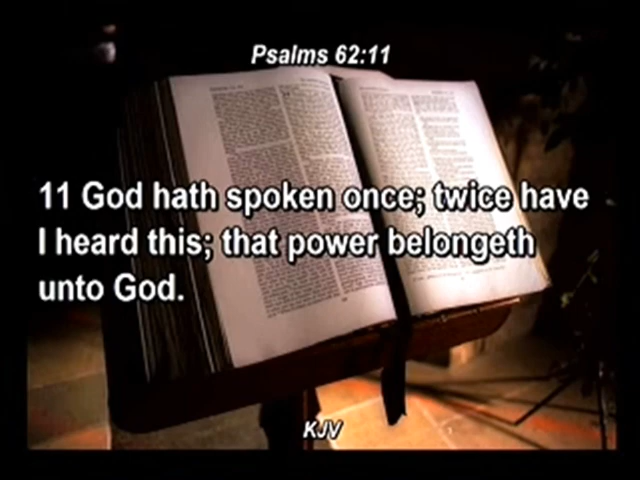 Psalms 62:11
11 God hath spoken once; twice have
I heard this; that power belongeth
unto God.
KJV